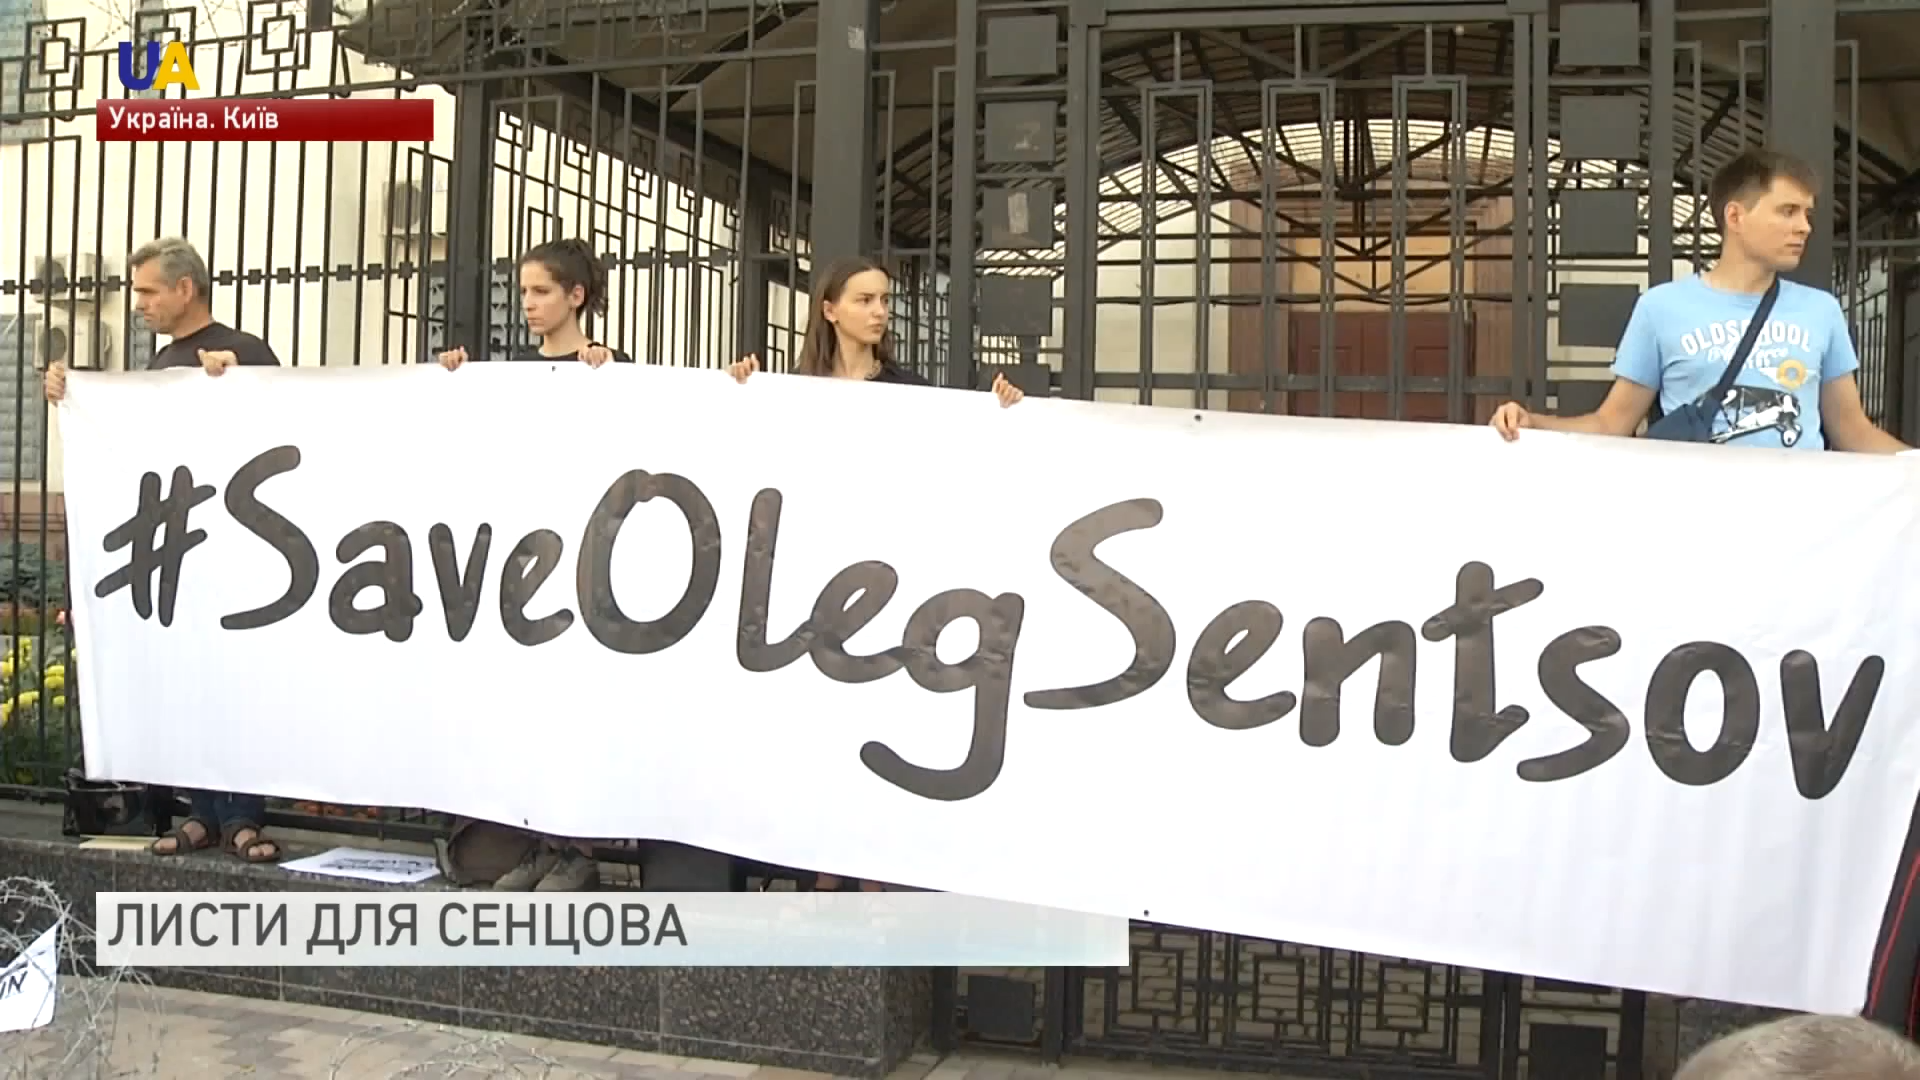 UA
Україна. Київ
OLDSCHOOL
#SaveOlegSentsov
ЛИСТИ ДЛЯ СЕНЦОВА